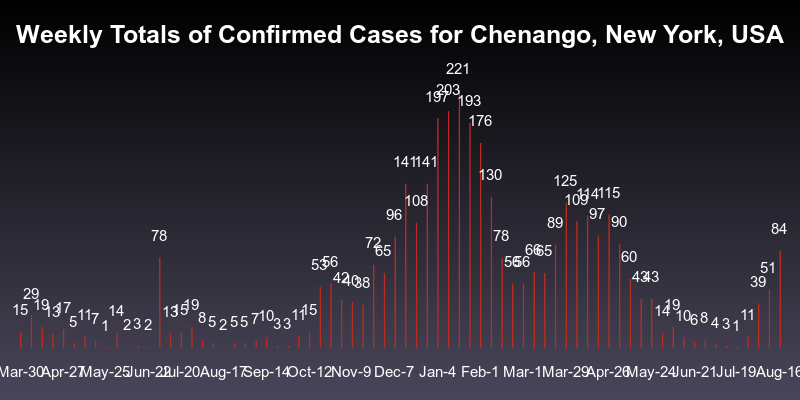 Weekly Totals of Confirmed Cases for Chenango, New York, USA
15 29 19 13 17 5 11 7 1 14 2 3 2 78 13 15 19 8 5 2 5 5 7 10 3 3 11 15 53 56 42 40 38 72 65 96 141 108 141 197 203 221 193 176 130 78 56 56 66 65 89 125 109 114 97 115 90 60 43 43 14 19 10 6 8 4 3 1 11 39 51 84
Mar-30 Apr-27 May-25 Jun-22 Jul-20 Aug-17 Sep-14 Oct-12 Nov-9 Dec-7 Jan-4 Feb-1 Mar-1 Mar-29 Apr-26 May-24 Jun-21 Jul-19 Aug-16